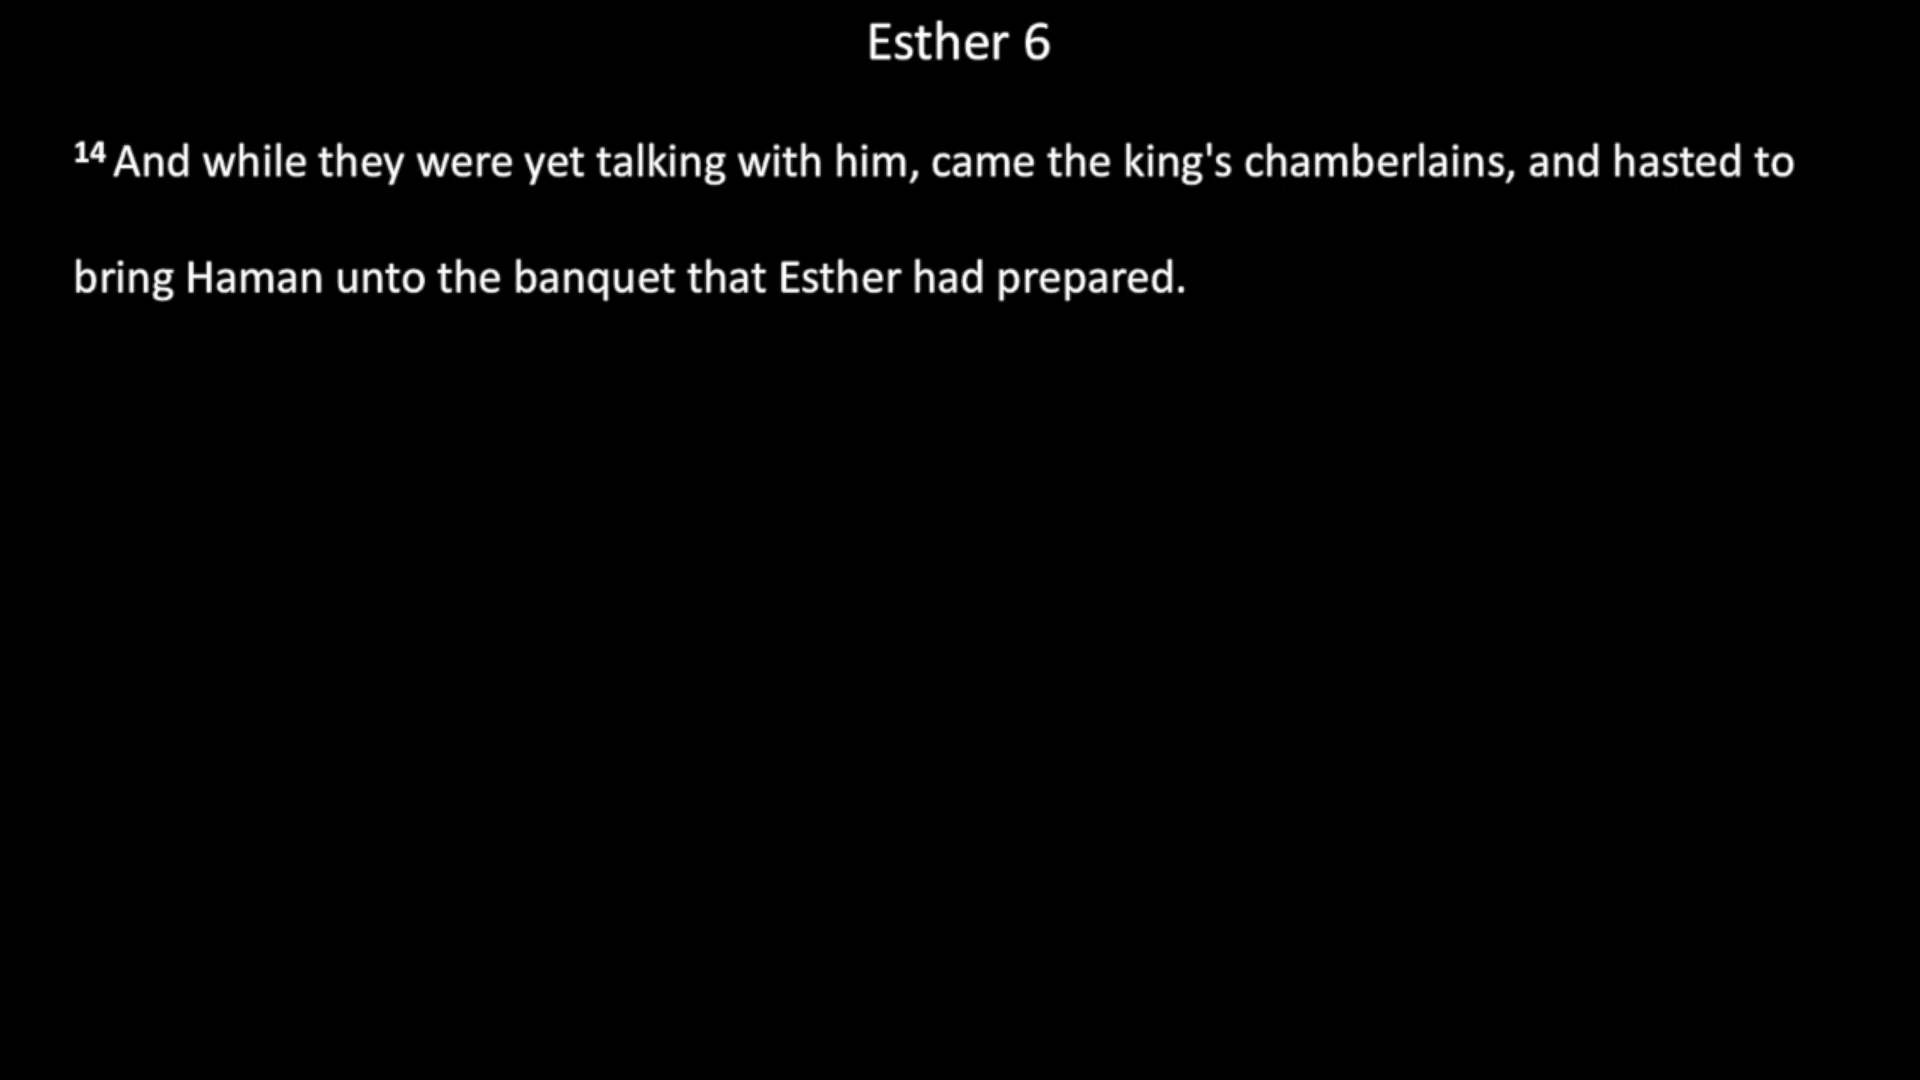 Esther 6
14 And while they were yet talking with him, came the king's chamberlains, and hasted to
bring Haman unto the banquet that Esther had prepared.